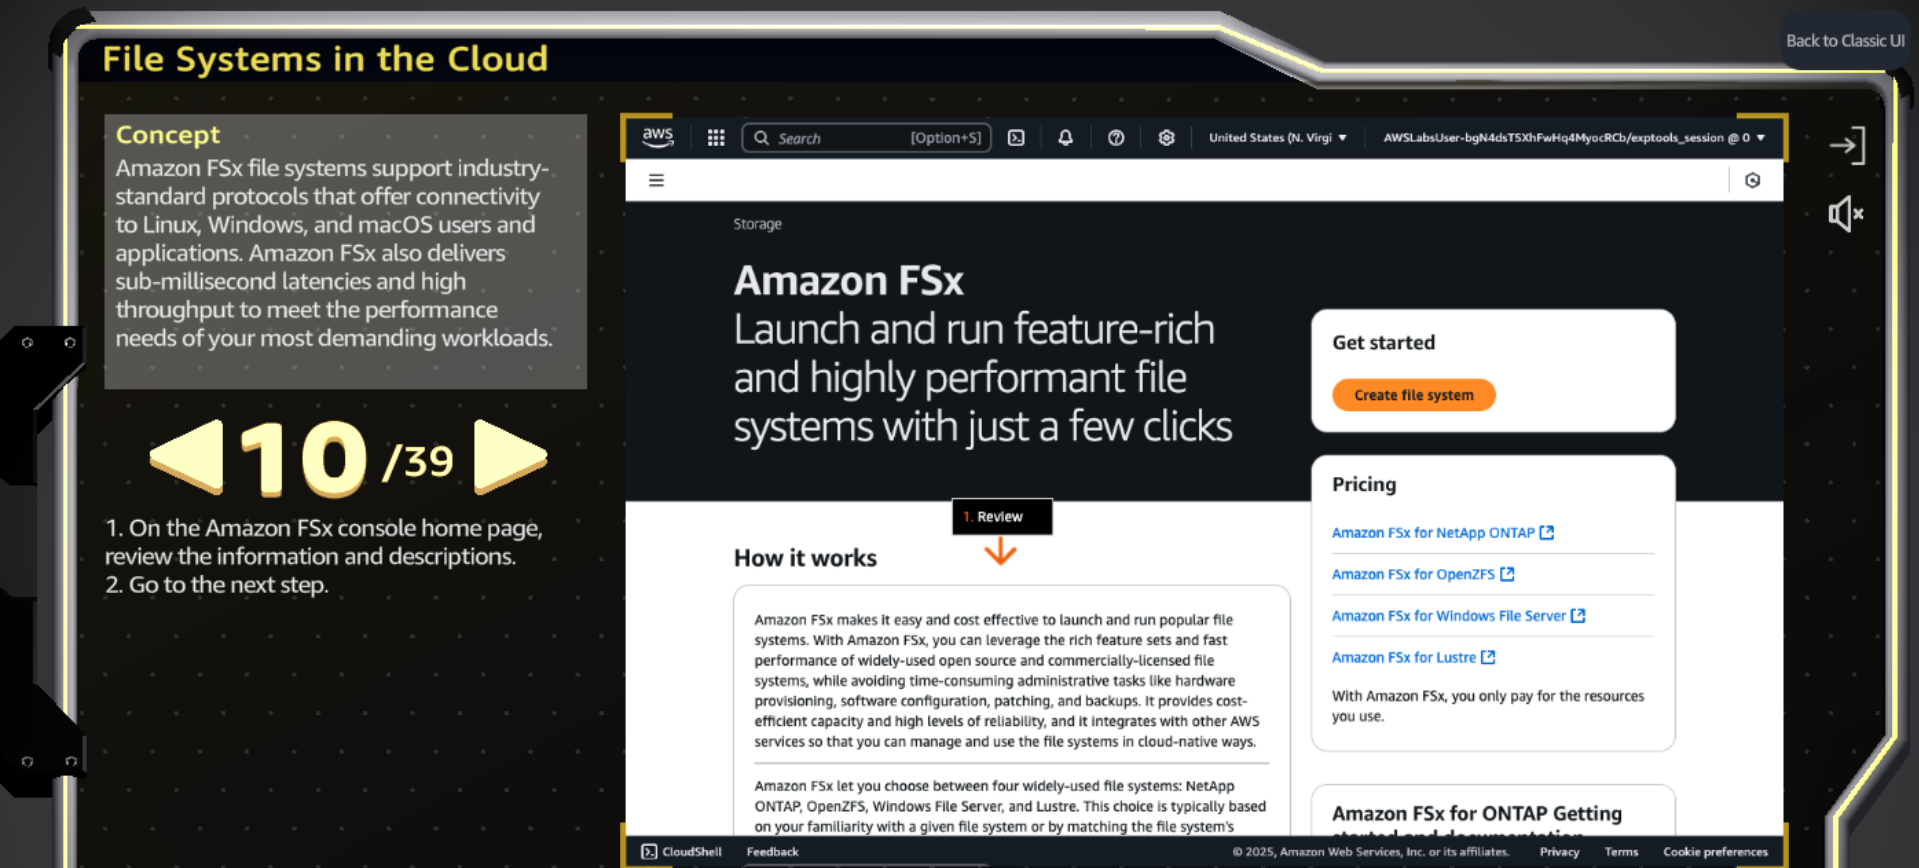 Back to Classic UI
File Systems in the Cloud
Concept
Amazon FSx file systems support industry-
standard protocols that offer connectivity
to Linux, Windows, and macOS users and
applications. Amazon FSx also delivers
sub-millisecond latencies and high
throughput to meet the performance
needs of your most demanding workloads.
10 /39
1. On the Amazon FSx console home page,
review the information and descriptions.
2. Go to the next step.
aws
Search [Option+S]
United States (N. Virgi
AWSLabsUser-bgN4dsT5XhFwHq4MyocRCb/exptools_session @ 0
Storage
Amazon FSx
Launch and run feature-rich
and highly performant file
systems with just a few clicks
Get started
Create file system
Pricing
Amazon FSx for NetApp ONTAP
Amazon FSx for OpenZFS
Amazon FSx for Windows File Server
Amazon FSx for Lustre
With Amazon FSx, you only pay for the resources
you use.
1. Review
How it works
Amazon FSx makes it easy and cost effective to launch and run popular file
systems. With Amazon FSx, you can leverage the rich feature sets and fast
performance of widely-used open source and commercially-licensed file
systems, while avoiding time-consuming administrative tasks like hardware
provisioning, software configuration, patching, and backups. It provides cost-
efficient capacity and high levels of reliability, and it integrates with other AWS
services so that you can manage and use the file systems in cloud-native ways.
Amazon FSx let you choose between four widely-used file systems: NetApp
ONTAP, OpenZFS, Windows File Server, and Lustre. This choice is typically based
on your familiarity with a given file system or by matching the file system's
Amazon FSx for ONTAP Getting
started and documentation
CloudShell
Feedback
© 2025, Amazon Web Services, Inc. or its affiliates.
Privacy
Terms
Cookie preferences